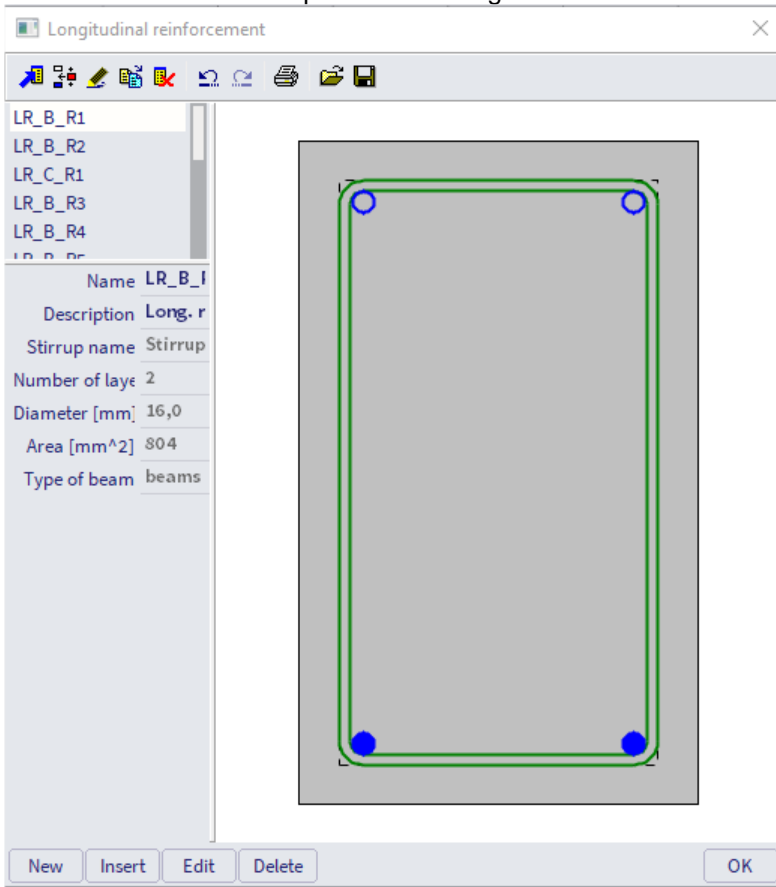 Longitudinal reinforcement
LR_B_R1
LR_B_R2
LR_C_R1
LR_B_R3
LR_B_R4
Name LR_B_
Description Long. r
Stirrup name Stirrup
Number of laye 2
Diameter [mm] 16,0
Area [mm^2] 804
Type of beam beams
New Insert Edit Delete OK